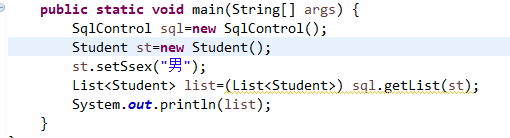 public static void main(String[] args) {
SqlControl sql=new SqlControl();
Student st=new Student();
st.setSsex("男");
List<Student> list=(List<Student>) sql.getList(st);
System.out.println(list);
}